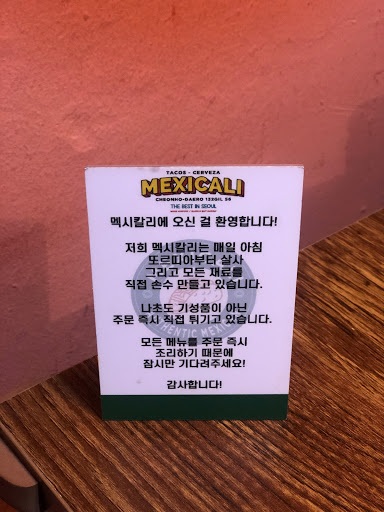 TACOS - CERVEZA
MEXICALI
CHEONHO-DAERO 122GIL 56
THE BEST IN SEOUL
멕시칼리에 오신 걸 환영합니다!
저희 멕시칼리는 매일 아침
또르띠아부터 살사
그리고 모든 재료를
직접 손수 만들고 있습니다.
나초도 기성품이 아닌
주문 즉시 직접 튀기고 있습니다.
모든 메뉴를 주문 즉시
조리하기 때문에
잠시만 기다려주세요!
감사합니다!